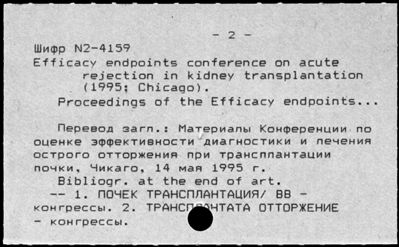 - 2 -
Шифр N2-4159
Efficacy endpoints conference on acute
rejection in kidney transplantation
(1995; Chicago).
Proceedings of the Efficacy endpoints...
Перевод загл.: Материалы Конференции по
оценке эффективности диагностики и лечения
острого отторжения при трансплантации
почки, Чикаго, 14 мая 1995 г.
Bibliogr. at the end of art.
-- 1. ПОЧЕК ТРАНСПЛАНТАЦИЯ/ ВВ -
конгрессы. 2. ТРАНСПЛАНТАТА ОТТОРЖЕНИЕ
- конгрессы.